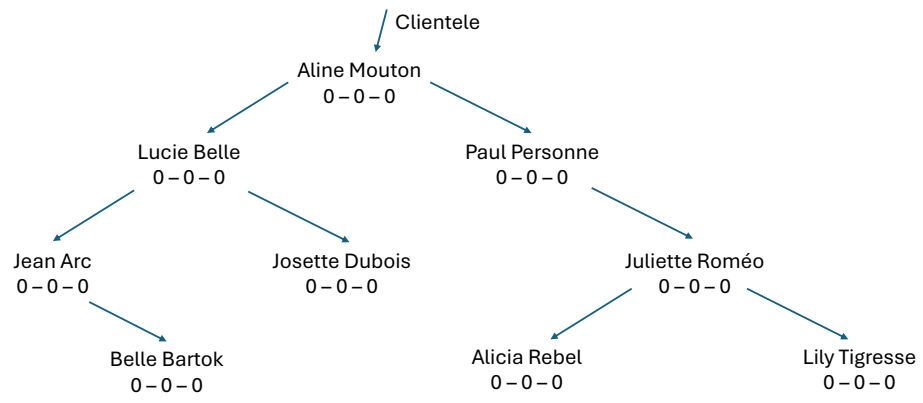 Clientele
Aline Mouton
0 – 0 – 0
Lucie Belle
0 – 0 – 0
Paul Personne
0 – 0 – 0
Jean Arc
0 – 0 – 0
Josette Dubois
0 – 0 – 0
Juliette Roméo
0 – 0 – 0
Belle Bartok
0 – 0 – 0
Alicia Rebel
0 – 0 – 0
Lily Tigresse
0 – 0 – 0